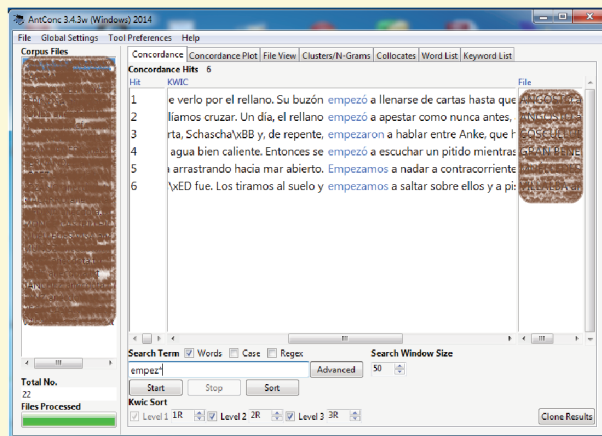 AntConc 3.4.3w (Windows) 2014
File Global Settings Tool Preferences Help
Corpus Files
Concordance Concordance Plot File View Clusters/N-Grams Collocates Word List Keyword List
Concordance Hits 6
Hit KWIC File
1 e verlo por el rellano. Su buzón empezó a llenarse de cartas hasta que
2 líamos cruzar. Un día, el rellano empezó a apestar como nunca antes,
3 rta, Schascha\xBB y, de repente, empezaron a hablar entre Anke, que h
4 agua bien caliente. Entonces se empezó a escuchar un pitido mientras
5 arrastrando hacia mar abierto. Empezamos a nadar a contracorriente
6 \xED fue. Los tiramos al suelo y empezamos a saltar sobre ellos y a pi
Search Term Words Case Regex Search Window Size
empez* Advanced 50
Total No.
22
Start Stop Sort
Files Processed
Kwic Sort
Level 1 1R Level 2 2R Level 3 3R Clone Results